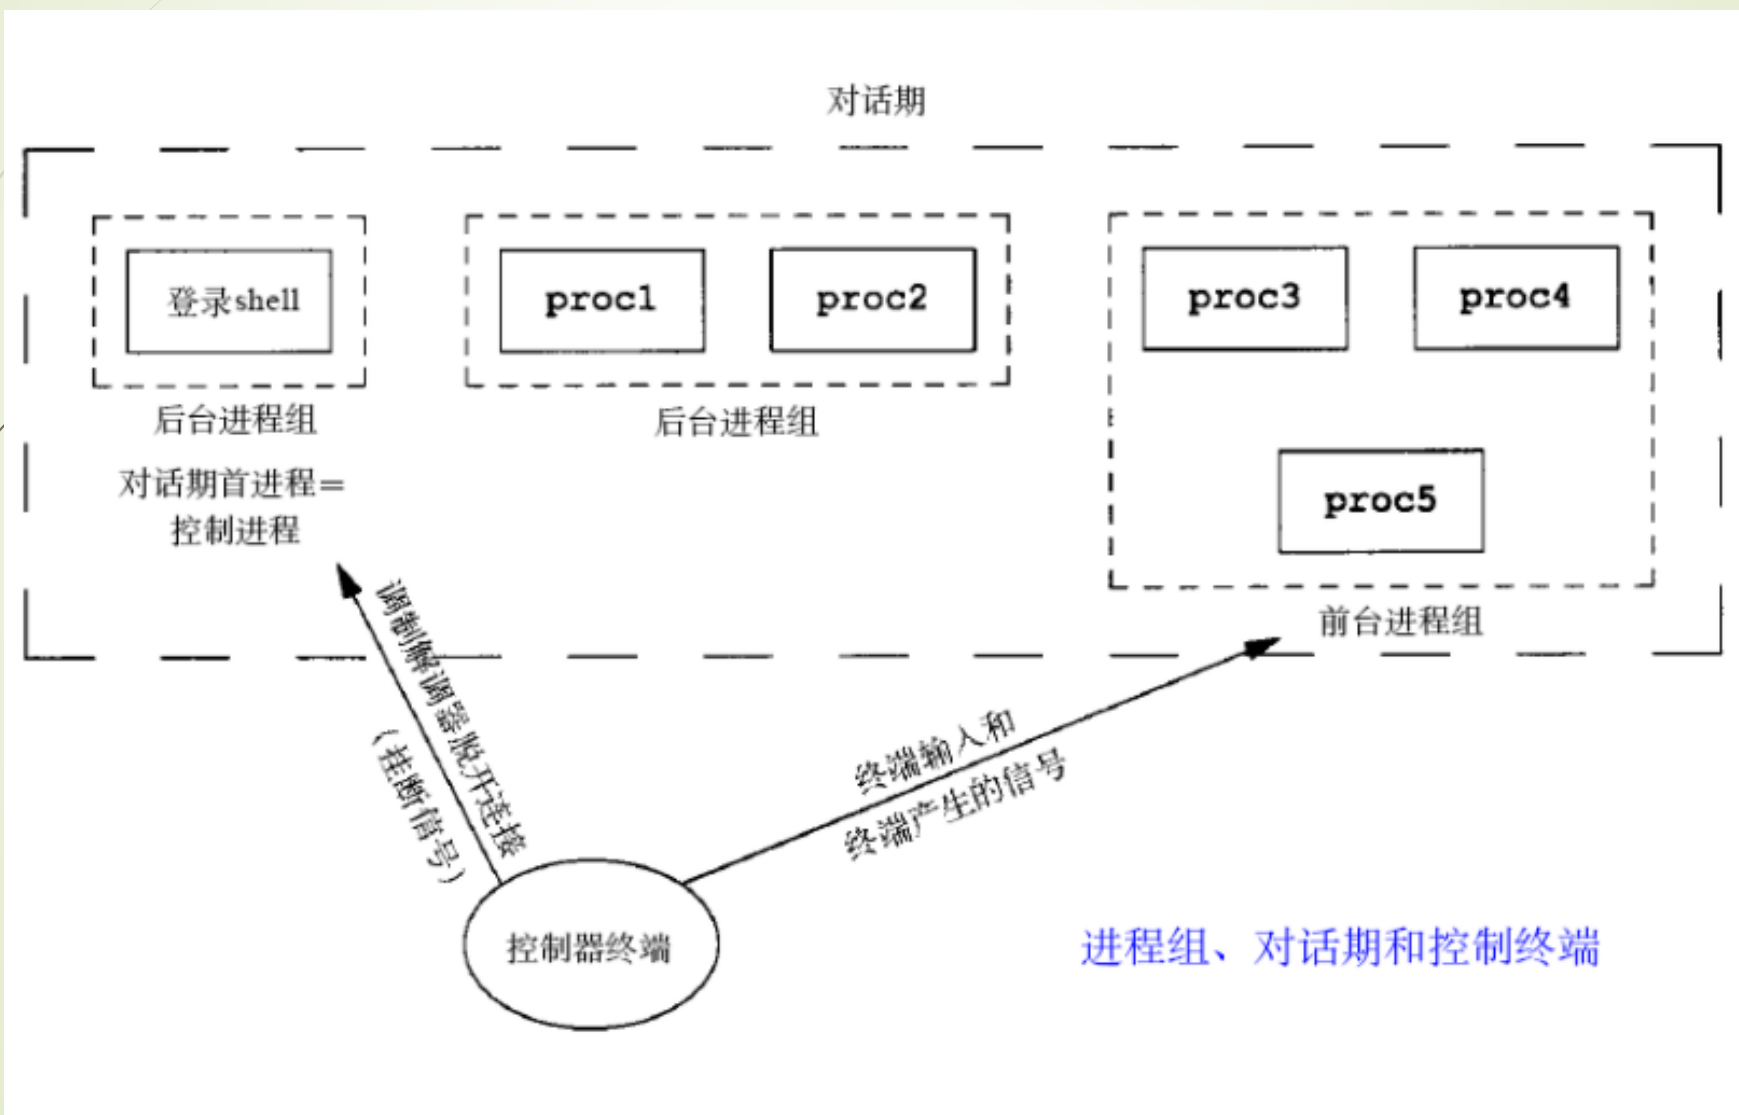 对话期
登录shell
proc1
proc2
proc3
proc4
后台进程组
后台进程组
对话期首进程=
控制进程
proc5
前台进程组
调制解调器脱开连接
(挂断信号)
终端输入和
终端产生的信号
控制器终端
进程组、对话期和控制终端